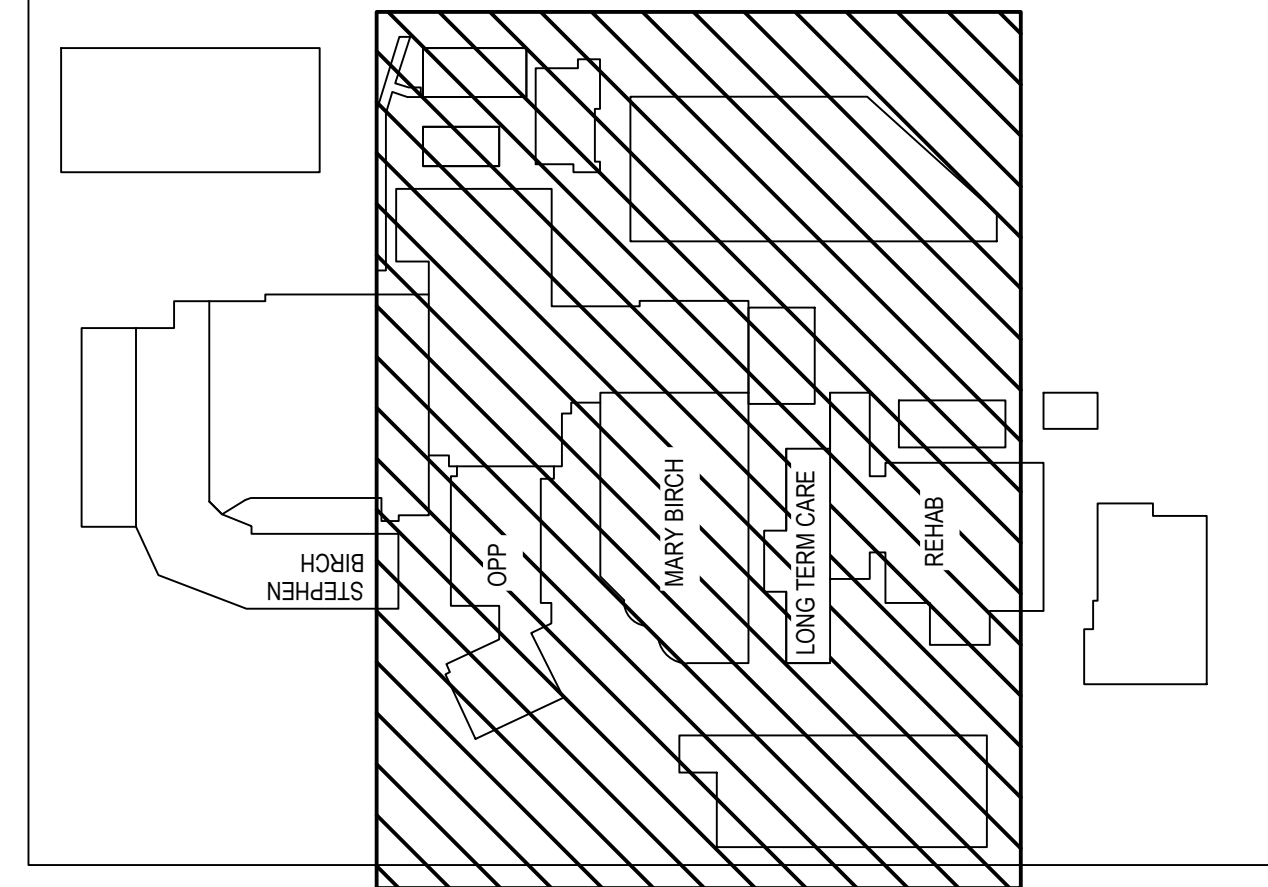 STEPHEN
BIRCH
OPP
MARY BIRCH
LONG TERM CARE
REHAB